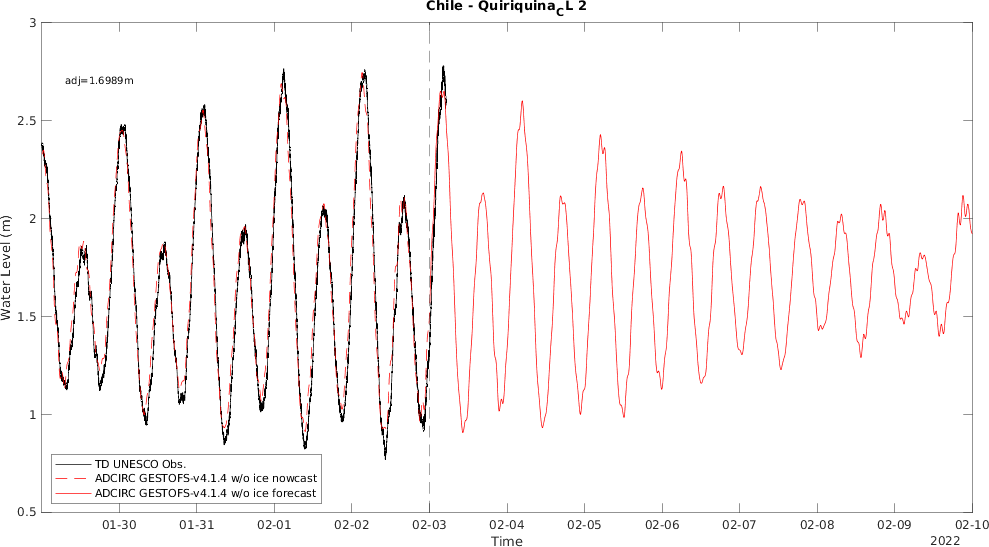 Chile - Quiriquina_CL 2
adj=1.6989m
3
2.5
2
1.5
1
0.5
Water Level (m)
TD UNESCO Obs.
ADCIRC GESTOFS-v4.1.4 w/o ice nowcast
ADCIRC GESTOFS-v4.1.4 w/o ice forecast
01-30 01-31 02-01 02-02 02-03 02-04 02-05 02-06 02-07 02-08 02-09 02-10
Time
2022